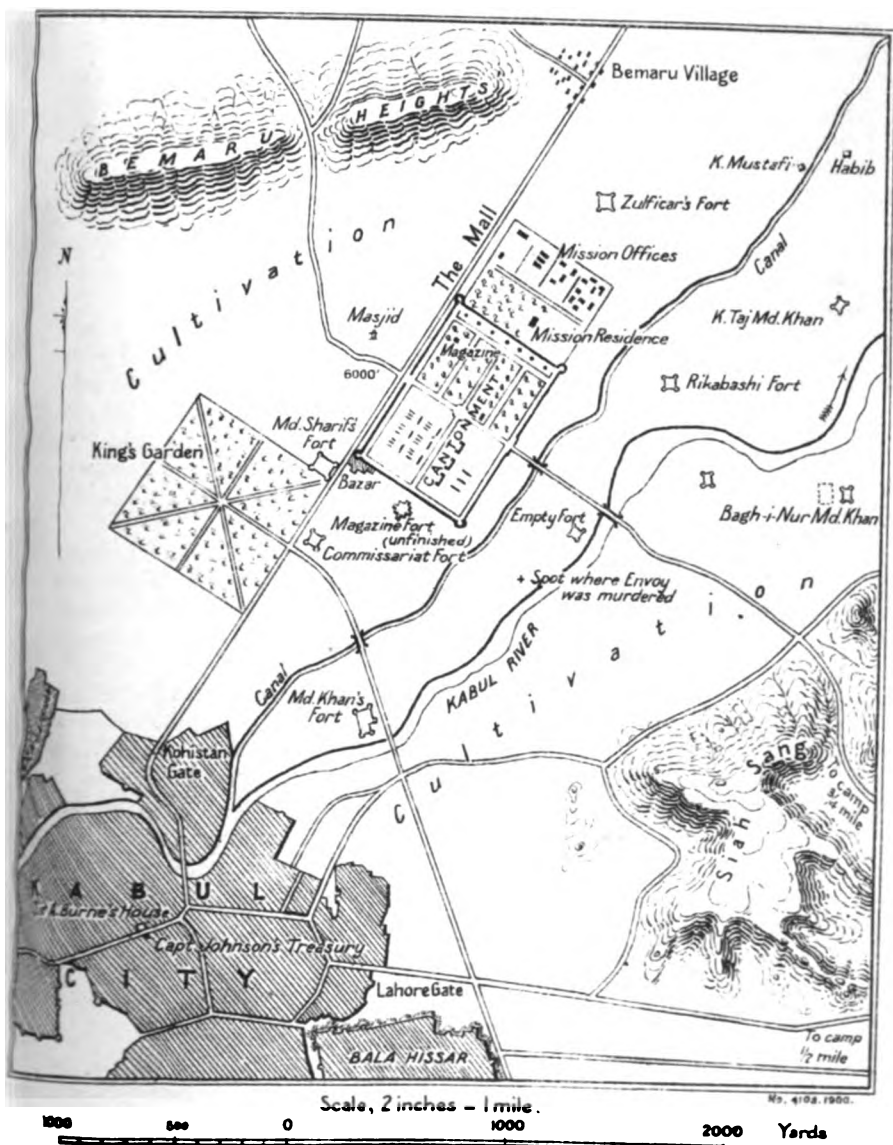 Bemaru Village
BEMARU HEIGHTS
K. Mustafi
Habib
Zulficar's Fort
The Mall
Mission Offices
Canal
Cultivation
N
Masjid
Mission Residence
K. Taj Md. Khan
Magazine
6000'
Rikabashi Fort
CANTONMENT
Md. Sharif's
Fort
King's Garden
Bazar
Magazine Fort
(unfinished)
Empty Fort
Bagh-i-Nur Md. Khan
Commissariat Fort
+ Spot where Envoy
was murdered
Cultivation
Canal
KABUL RIVER
Md. Khan's
Fort
Kohistan
Gate
Siah Sang
camp
3/4 mile
KABUL
Burne's House
Capt. Johnson's Treasury
CITY
Lahore Gate
BALA HISSAR
To camp
1/2 mile
Scale, 2 inches = 1 mile.
No. 4108. 1900.
1000 500 0 1000 2000 Yards